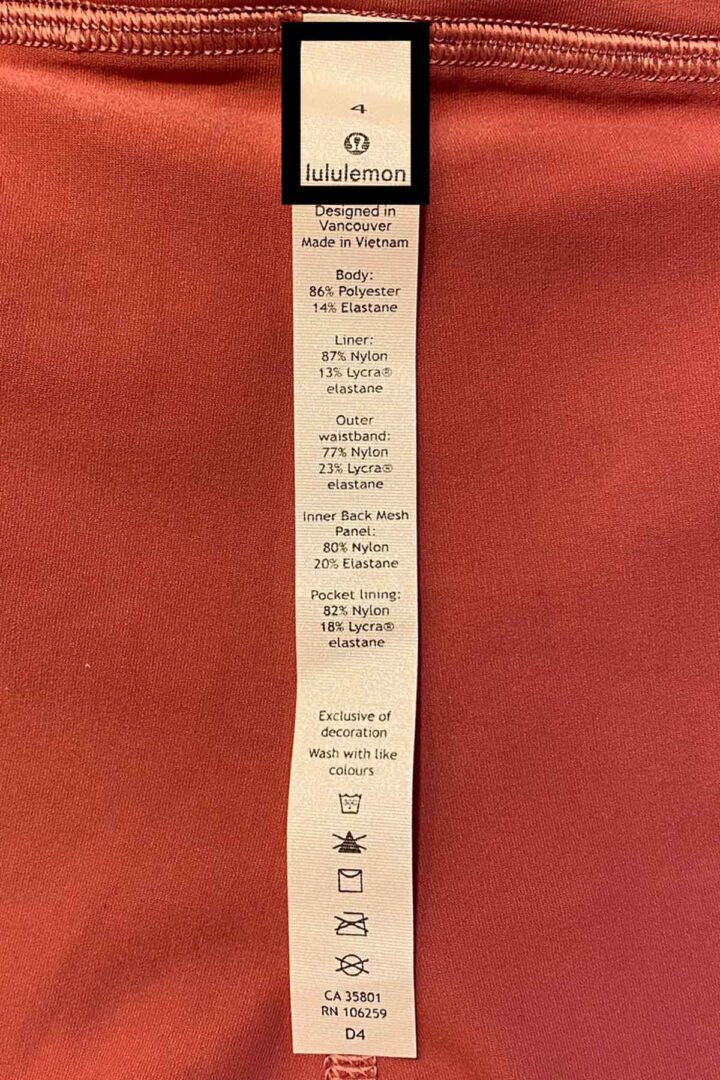 4
lululemon
Designed in
Vancouver
Made in Vietnam
Body:
86% Polyester
14% Elastane
Liner:
87% Nylon
13% Lycra®
elastane
Outer
waistband:
77% Nylon
23% Lycra®
elastane
Inner Back Mesh
Panel:
80% Nylon
20% Elastane
Pocket lining:
82% Nylon
18% Lycra®
elastane
Exclusive of
decoration
Wash with like
colours
30C
CA 35801
RN 106259
D4